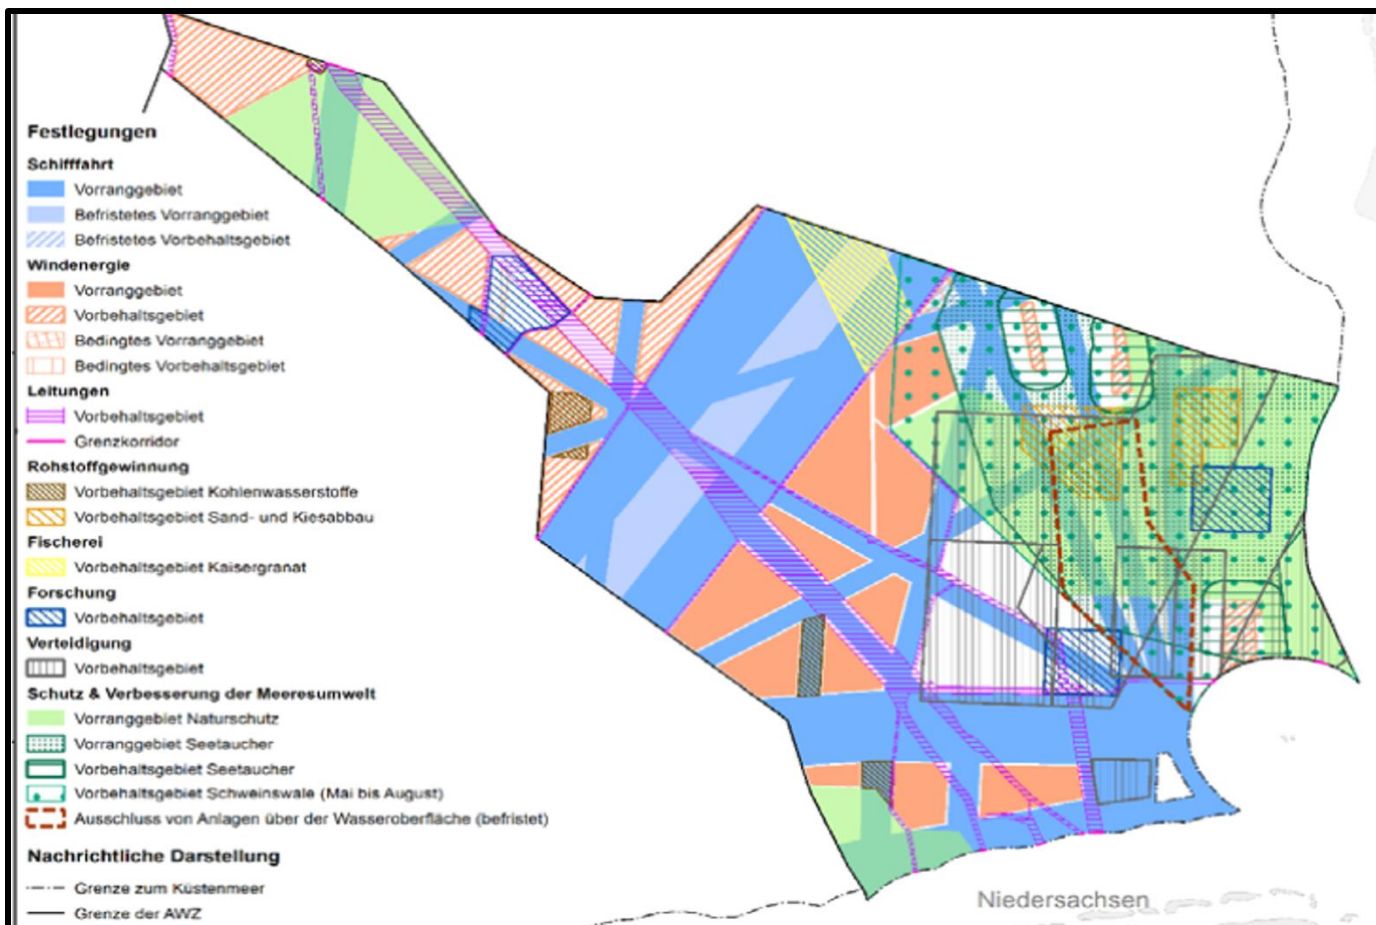 Festlegungen
Schifffahrt
Vorranggebiet
Befristetes Vorranggebiet
Befristetes Vorbehaltsgebiet
Windenergie
Vorranggebiet
Vorbehaltsgebiet
Bedingtes Vorranggebiet
Bedingtes Vorbehaltsgebiet
Leitungen
Vorbehaltsgebiet
Grenzkorridor
Rohstoffgewinnung
Vorbehaltsgebiet Kohlenwasserstoffe
Vorbehaltsgebiet Sand- und Kiesabbau
Fischerei
Vorbehaltsgebiet Kaisergranat
Forschung
Vorbehaltsgebiet
Verteidigung
Vorbehaltsgebiet
Schutz & Verbesserung der Meeresumwelt
Vorranggebiet Naturschutz
Vorranggebiet Seetaucher
Vorbehaltsgebiet Seetaucher
Vorbehaltsgebiet Schweinswale (Mai bis August)
Ausschluss von Anlagen über der Wasseroberfläche (befristet)
Nachrichtliche Darstellung
Grenze zum Küstenmeer
Grenze der AWZ
Niedersachsen